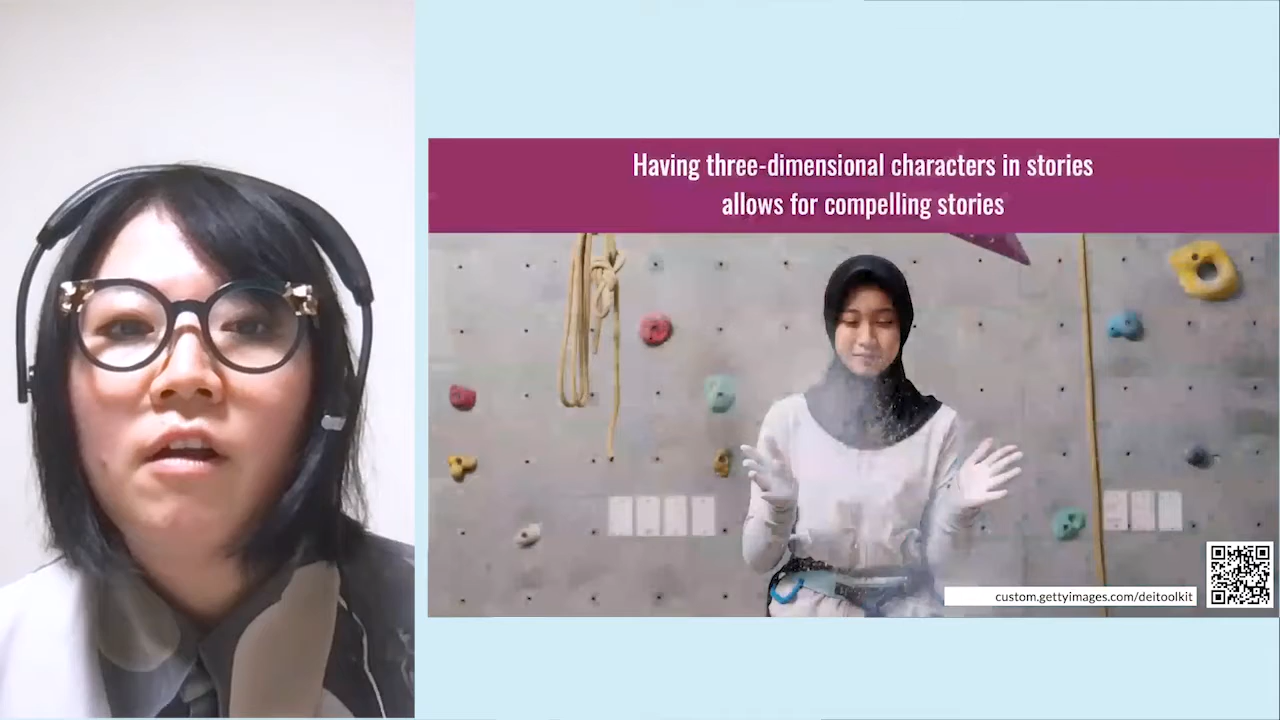 Having three-dimensional characters in stories
allows for compelling stories
custom.gettyimages.com/deitoolkit